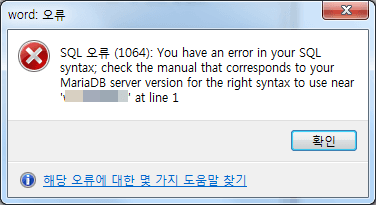 word: 오류
SQL 오류 (1064): You have an error in your SQL
syntax; check the manual that corresponds to your
MariaDB server version for the right syntax to use near
' ' at line 1
확인
해당 오류에 대한 몇 가지 도움말 찾기